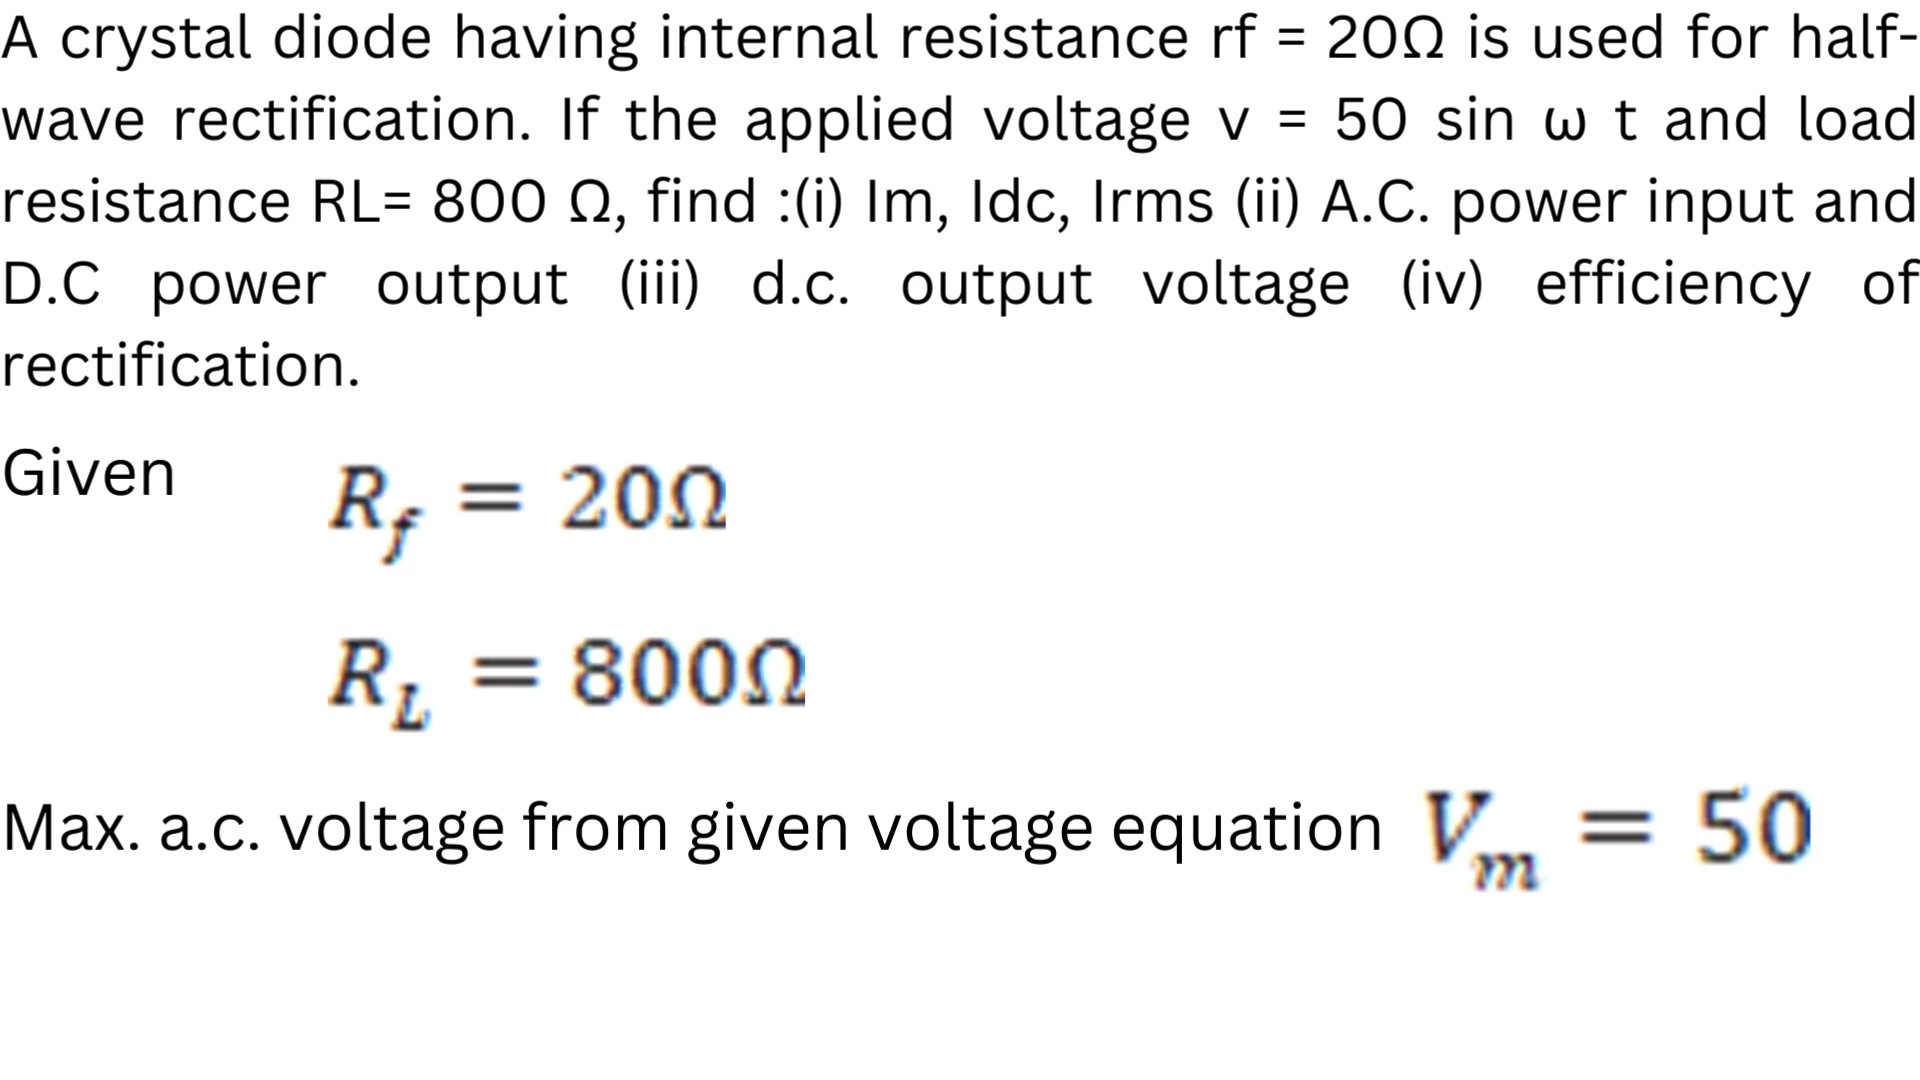 A crystal diode having internal resistance rf = 20Ω is used for half-
wave rectification. If the applied voltage v = 50 sin ω t and load
resistance RL= 800 Ω, find :(i) Im, Idc, Irms (ii) A.C. power input and
D.C power output (iii) d.c. output voltage (iv) efficiency of
rectification.
Given R_f = 20Ω
R_L = 800Ω
Max. a.c. voltage from given voltage equation V_m = 50